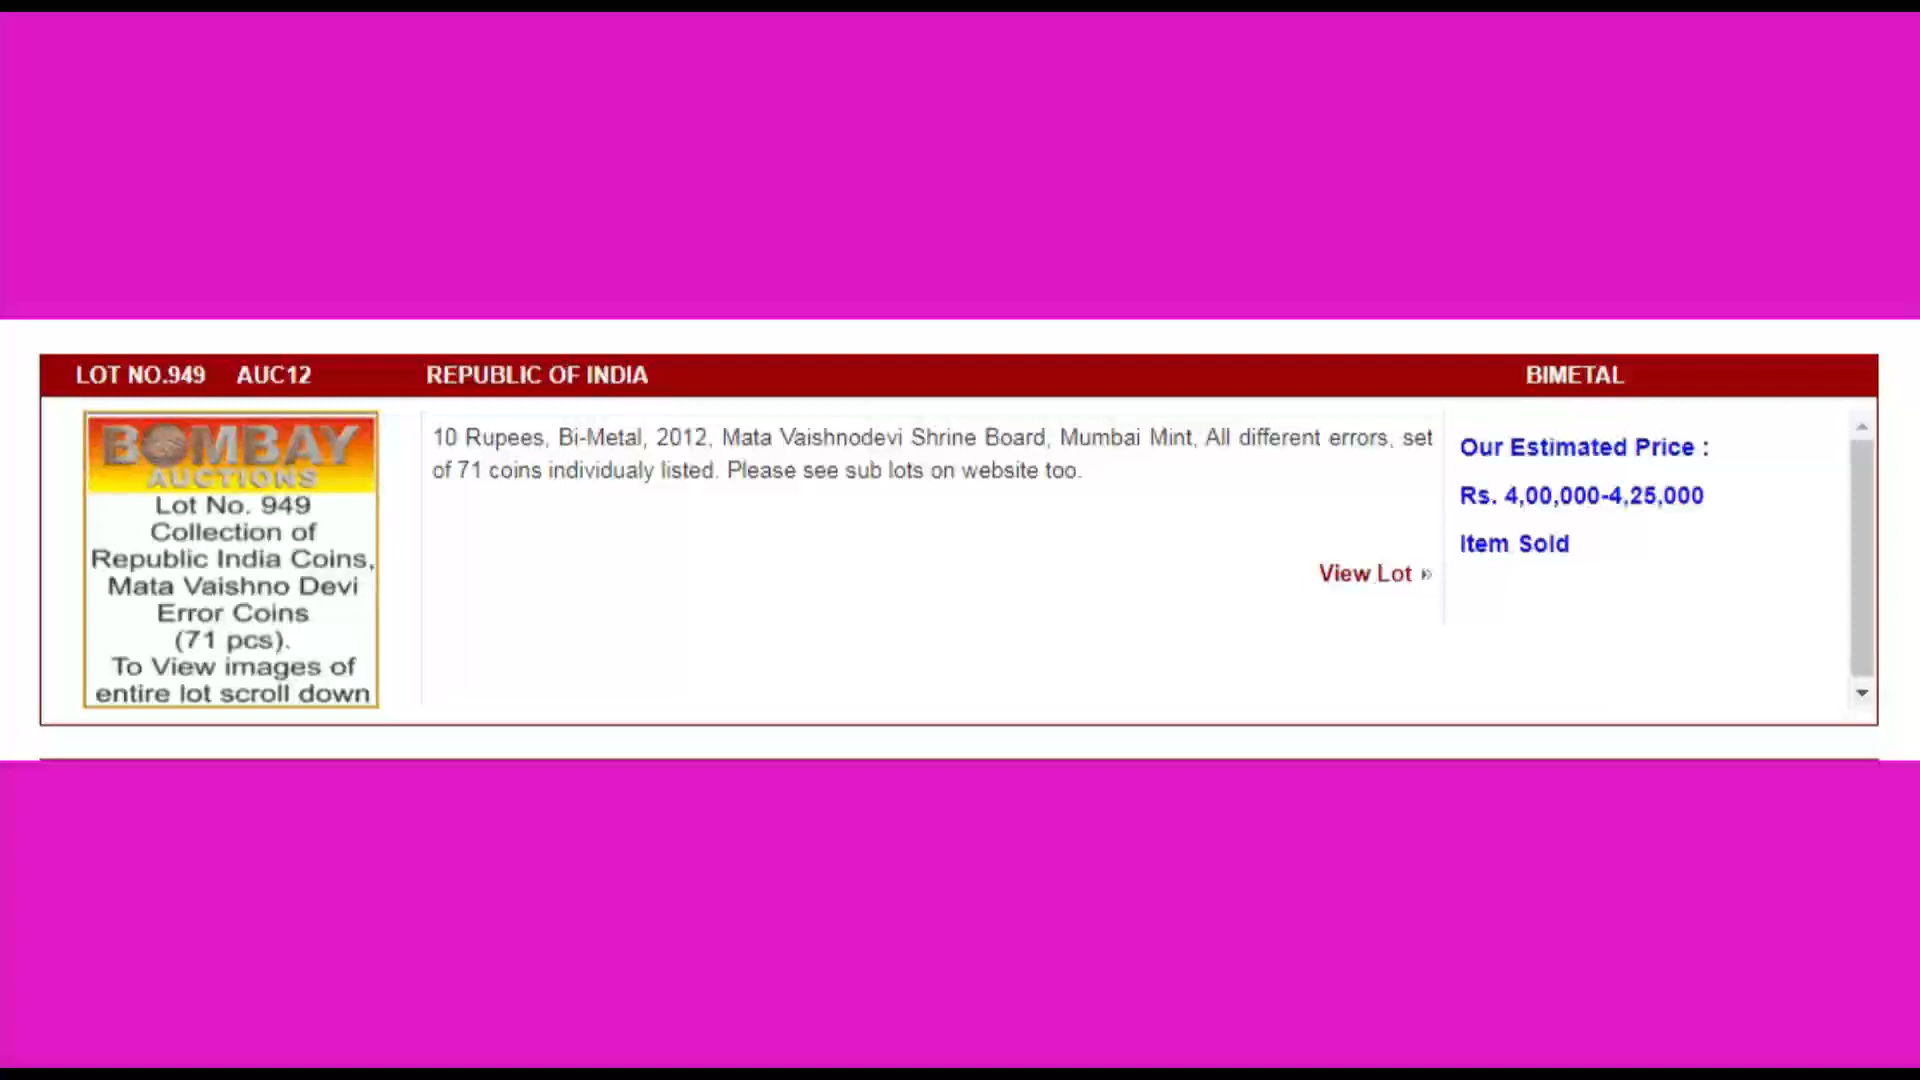 LOT NO.949 AUC12 REPUBLIC OF INDIA BIMETAL
BOMBAY
AUCTIONS
Lot No. 949
Collection of
Republic India Coins,
Mata Vaishno Devi
Error Coins
(71 pcs).
To View images of
entire lot scroll down
10 Rupees, Bi-Metal, 2012, Mata Vaishnodevi Shrine Board, Mumbai Mint, All different errors, set
of 71 coins individualy listed. Please see sub lots on website too.
View Lot »
Our Estimated Price :
Rs. 4,00,000-4,25,000
Item Sold